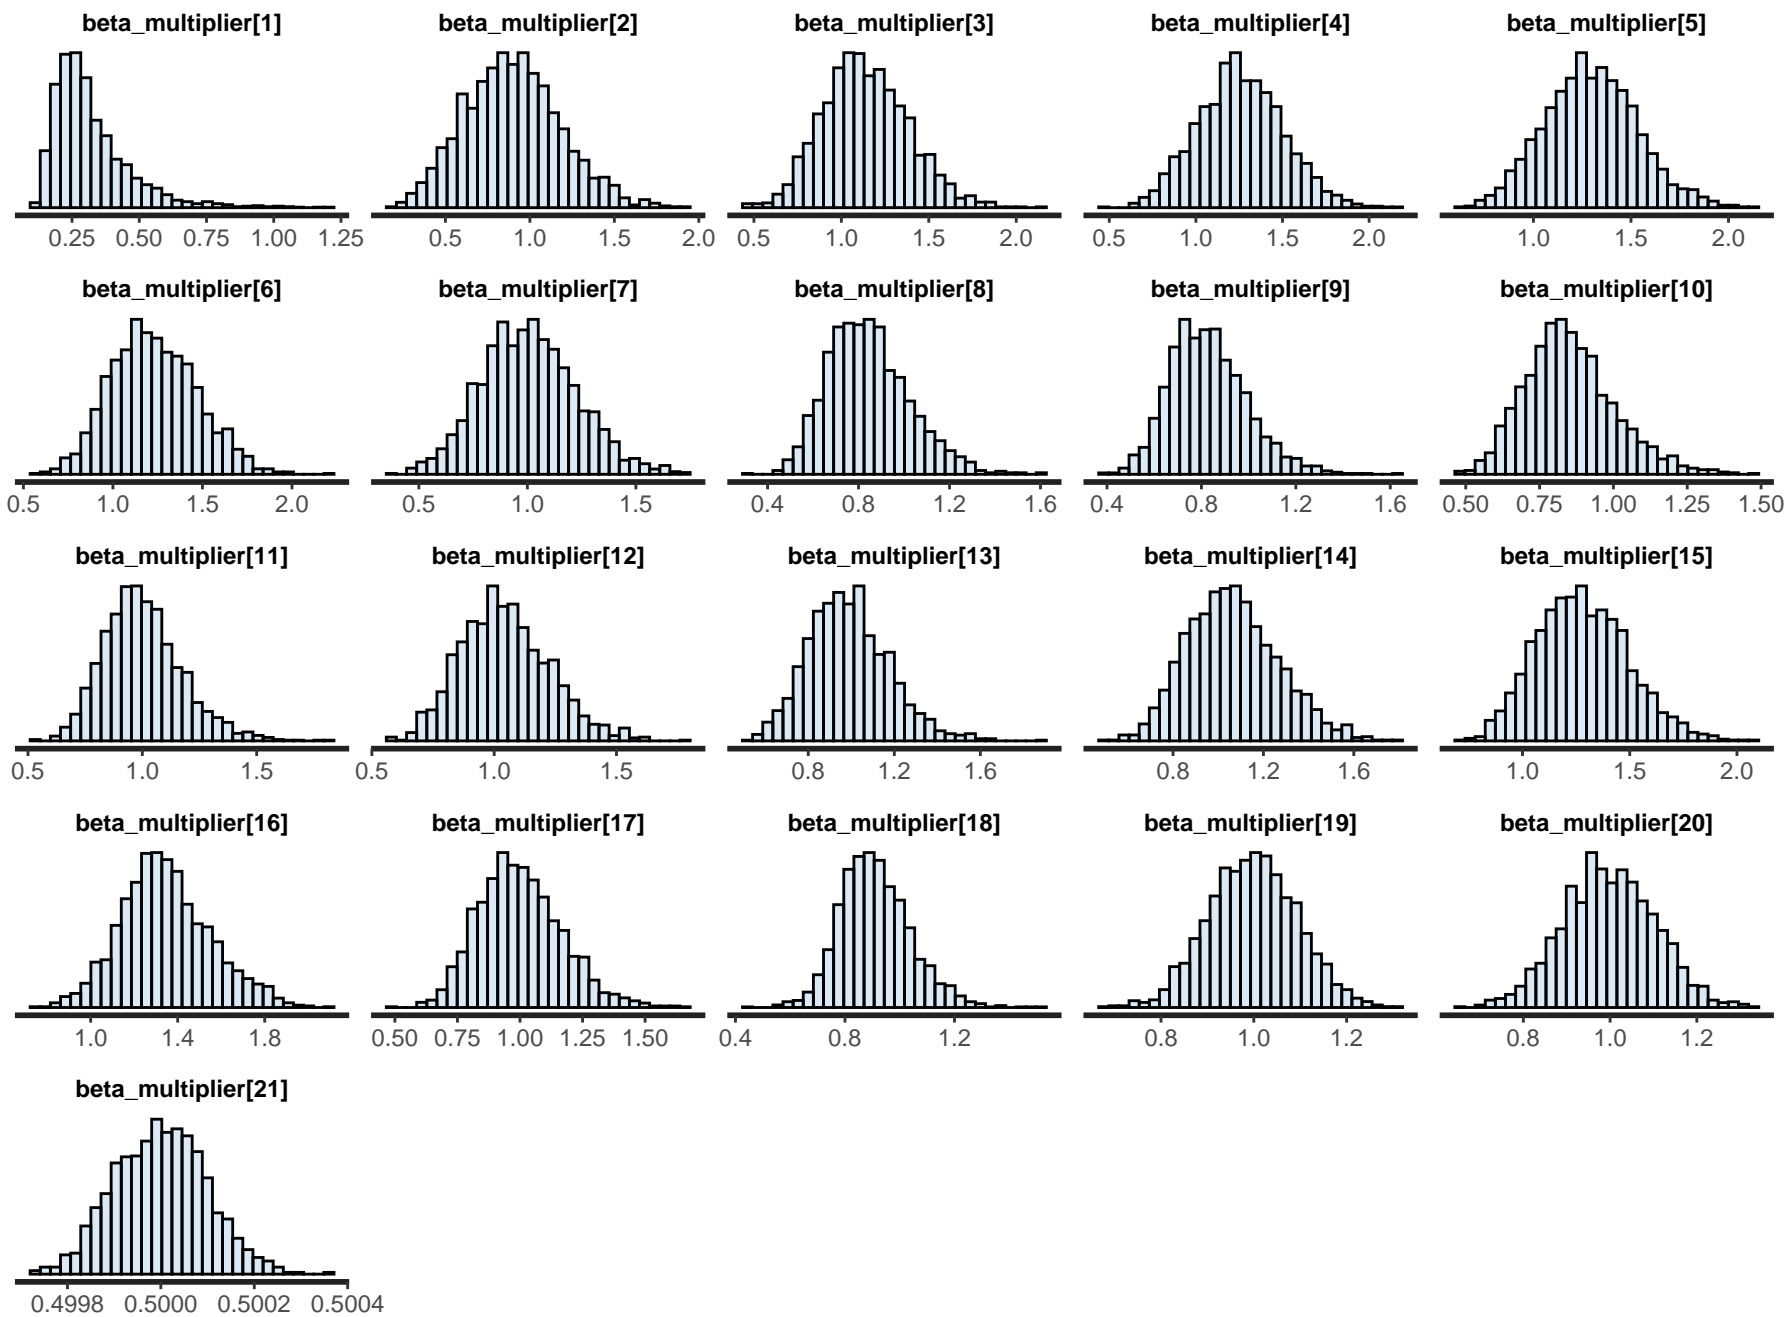 beta_multiplier[1] beta_multiplier[2] beta_multiplier[3] beta_multiplier[4] beta_multiplier[5]
0.25 0.50 0.75 1.00 1.25 0.5 1.0 1.5 2.0 0.5 1.0 1.5 2.0 0.5 1.0 1.5 2.0 1.0 1.5 2.0
beta_multiplier[6] beta_multiplier[7] beta_multiplier[8] beta_multiplier[9] beta_multiplier[10]
0.5 1.0 1.5 2.0 0.5 1.0 1.5 0.4 0.8 1.2 1.6 0.4 0.8 1.2 1.6 0.50 0.75 1.00 1.25 1.50
beta_multiplier[11] beta_multiplier[12] beta_multiplier[13] beta_multiplier[14] beta_multiplier[15]
0.5 1.0 1.5 0.5 1.0 1.5 0.8 1.2 1.6 0.8 1.2 1.6 1.0 1.5 2.0
beta_multiplier[16] beta_multiplier[17] beta_multiplier[18] beta_multiplier[19] beta_multiplier[20]
1.0 1.4 1.8 0.50 0.75 1.00 1.25 1.50 0.4 0.8 1.2 0.8 1.0 1.2 0.8 1.0 1.2
beta_multiplier[21]
0.4998 0.5000 0.5002 0.5004